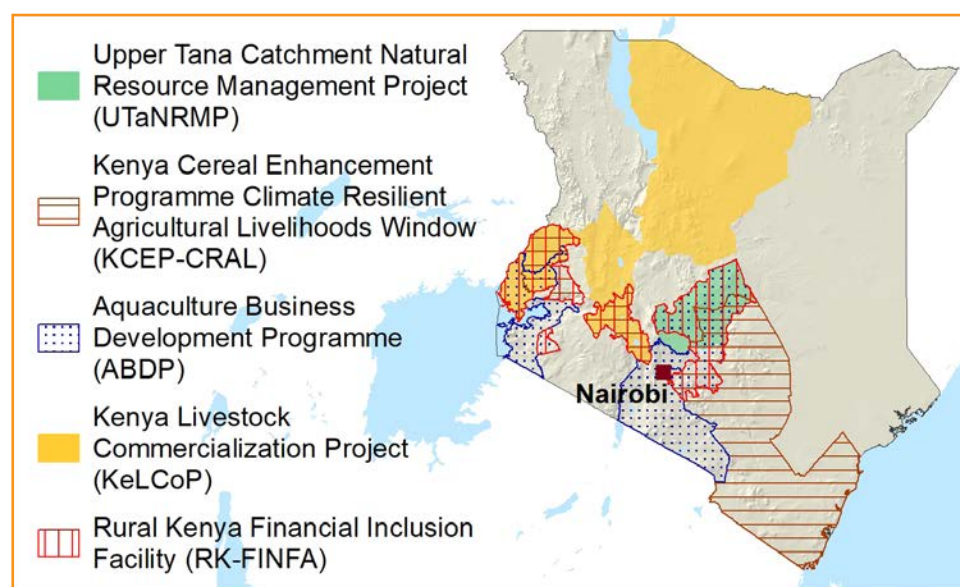 Upper Tana Catchment Natural
Resource Management Project
(UTaNRMP)
Kenya Cereal Enhancement
Programme Climate Resilient
Agricultural Livelihoods Window
(KCEP-CRAL)
Aquaculture Business
Development Programme
(ABDP)
Kenya Livestock
Commercialization Project
(KeLCoP)
Rural Kenya Financial Inclusion
Facility (RK-FINFA)
Nairobi